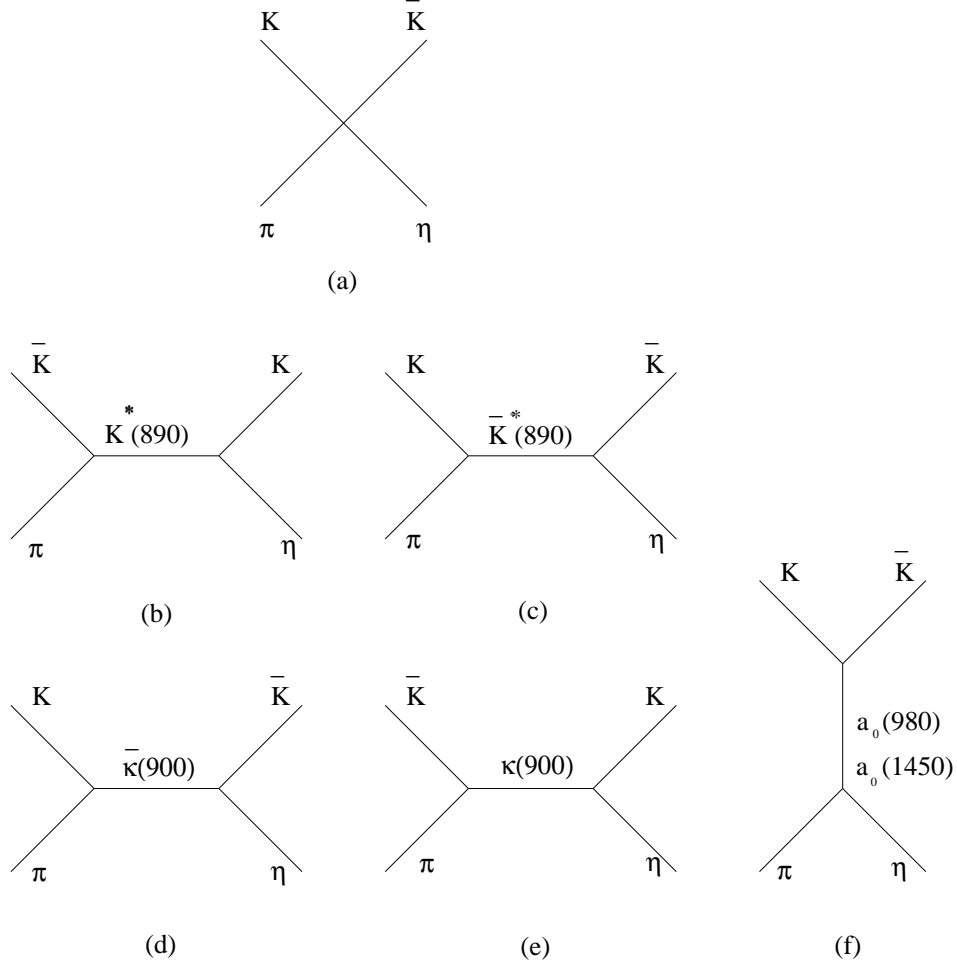 K K̄
π η
(a)
K̄ K
K*(890)
π η
(b)
K K̄
K̄*(890)
π η
(c)
K K̄
κ̄(900)
π η
(d)
K̄ K
κ(900)
π η
(e)
K K̄
a₀(980)
a₀(1450)
π η
(f)